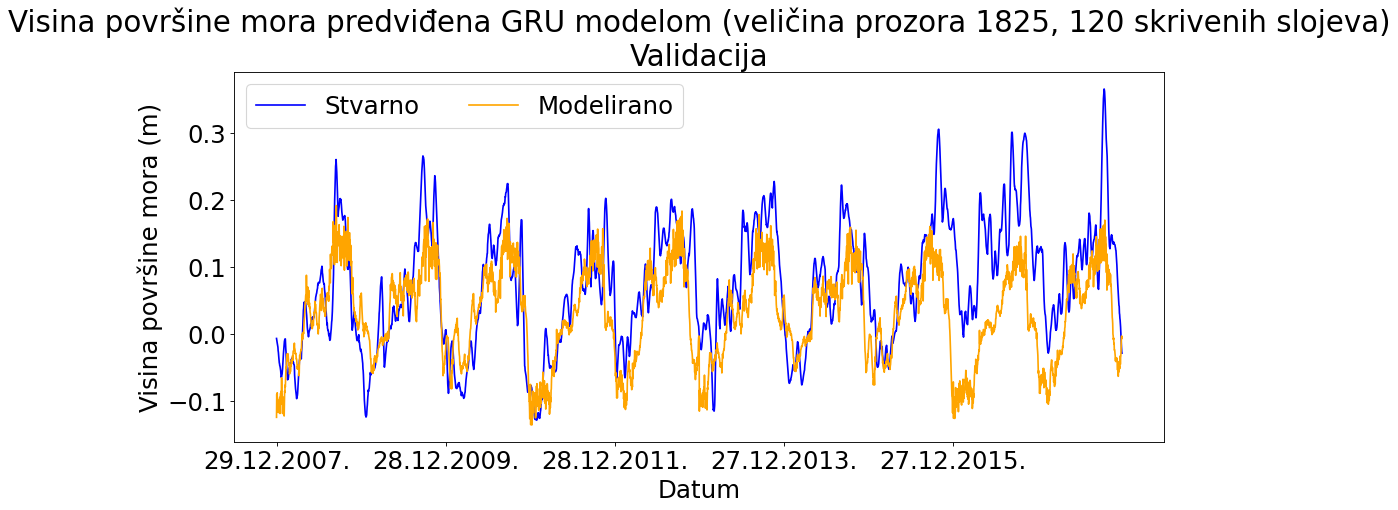 Visina površine mora predviđena GRU modelom (veličina prozora 1825, 120 skrivenih slojeva)
Validacija
Stvarno
Modelirano
Visina površine mora (m)
0.3
0.2
0.1
0.0
−0.1
29.12.2007.
28.12.2009.
28.12.2011.
27.12.2013.
27.12.2015.
Datum